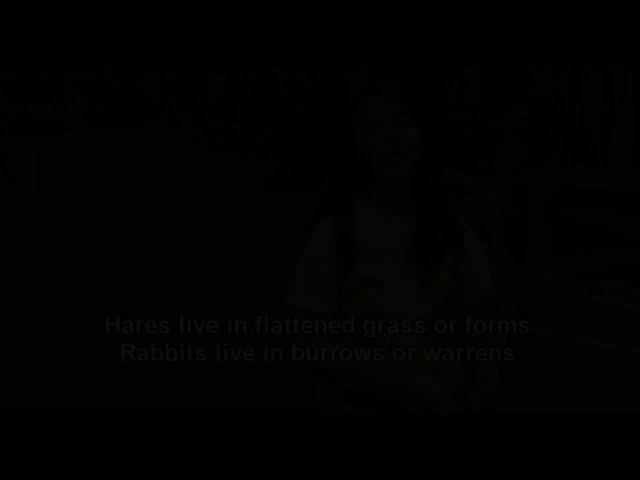 Hares live in flattened grass or forms
Rabbits live in burrows or warrens